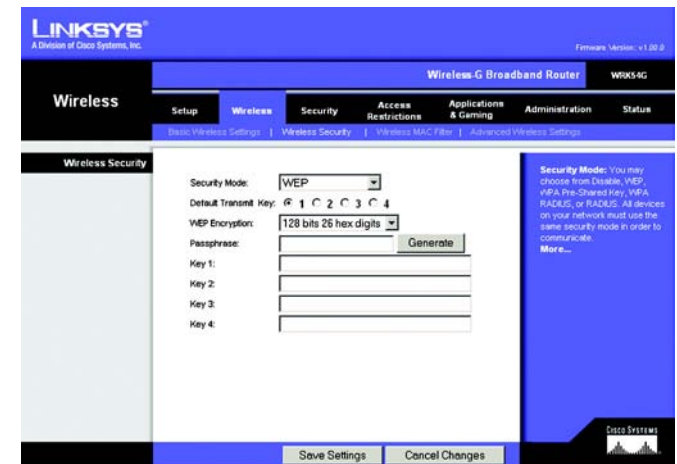 LINKSYS®
A Division of Cisco Systems, Inc.
Firmware Version: v1.00.0
Wireless-G Broadband Router WRK54G
Wireless
Setup Wireless Security Access Restrictions Applications & Gaming Administration Status
Basic Wireless Settings | Wireless Security | Wireless MAC Filter | Advanced Wireless Settings
Wireless Security
Security Mode: WEP
Default Transmit Key: 1 2 3 4
WEP Encryption: 128 bits 26 hex digits
Passphrase: Generate
Key 1:
Key 2:
Key 3:
Key 4:
Security Mode: You may
choose from Disable, WEP,
WPA Pre-Shared Key, WPA
RADIUS, or RADIUS. All devices
on your network must use the
same security mode in order to
communicate.
More...
Save Settings Cancel Changes
CISCO SYSTEMS